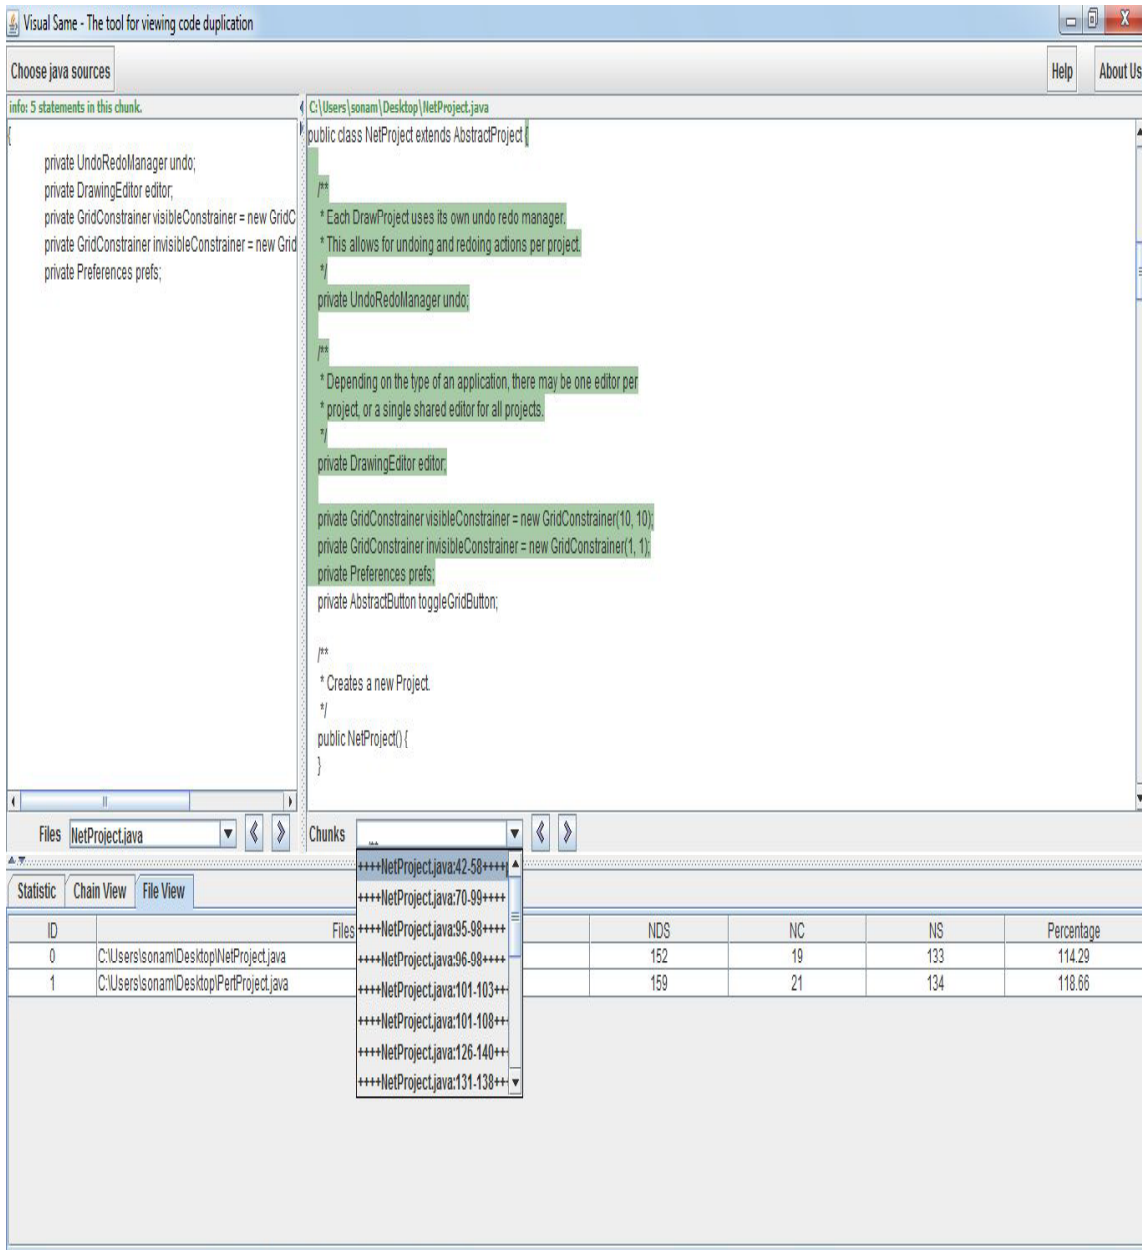 Visual Same - The tool for viewing code duplication
X
Choose java sources
Help
About Us
info: 5 statements in this chunk.
{
private UndoRedoManager undo;
private DrawingEditor editor;
private GridConstrainer visibleConstrainer = new GridC
private GridConstrainer invisibleConstrainer = new Grid
private Preferences prefs;
C:\Users\sonam\Desktop\NetProject.java
public class NetProject extends AbstractProject {
/**
* Each DrawProject uses its own undo redo manager.
* This allows for undoing and redoing actions per project.
*/
private UndoRedoManager undo;
/**
* Depending on the type of an application, there may be one editor per
* project, or a single shared editor for all projects.
*/
private DrawingEditor editor;
private GridConstrainer visibleConstrainer = new GridConstrainer(10, 10);
private GridConstrainer invisibleConstrainer = new GridConstrainer(1, 1);
private Preferences prefs;
private AbstractButton toggleGridButton;
/**
* Creates a new Project.
*/
public NetProject() {
}
Files NetProject.java
Chunks
++++NetProject.java:42-58++++
++++NetProject.java:70-99++++
++++NetProject.java:95-98++++
++++NetProject.java:96-98++++
++++NetProject.java:101-103+++
++++NetProject.java:101-108+++
++++NetProject.java:126-140+++
++++NetProject.java:131-138+++
Statistic Chain View File View
ID Files NDS NC NS Percentage
0 C:\Users\sonam\Desktop\NetProject.java 152 19 133 114.29
1 C:\Users\sonam\Desktop\PertProject.java 159 21 134 118.66